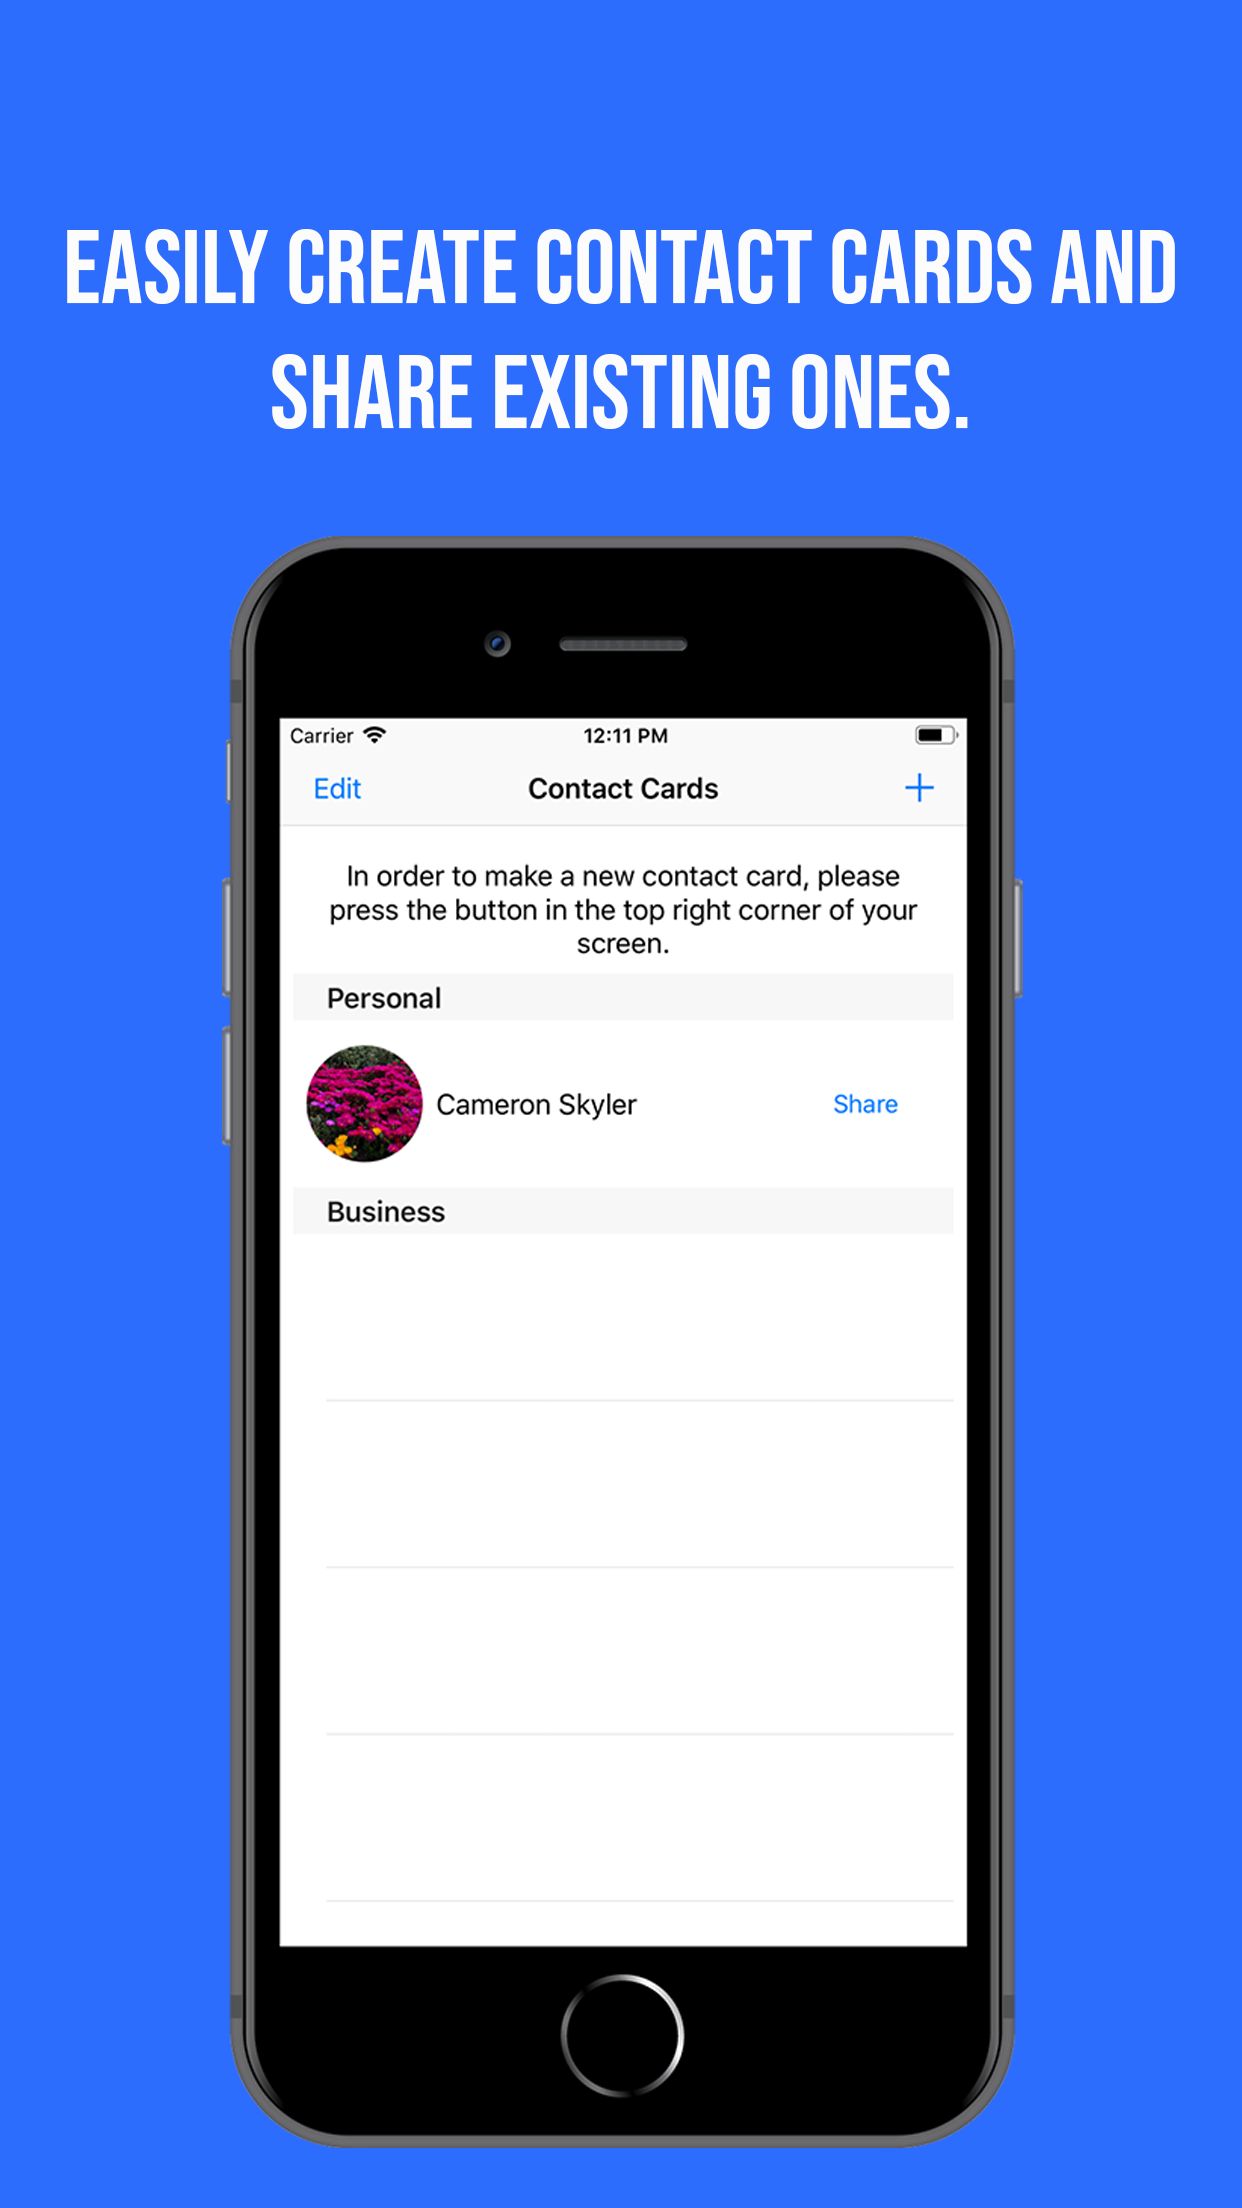 EASILY CREATE CONTACT CARDS AND
SHARE EXISTING ONES.
Carrier 12:11 PM
Edit Contact Cards +
In order to make a new contact card, please
press the button in the top right corner of your
screen.
Personal
Cameron Skyler Share
Business